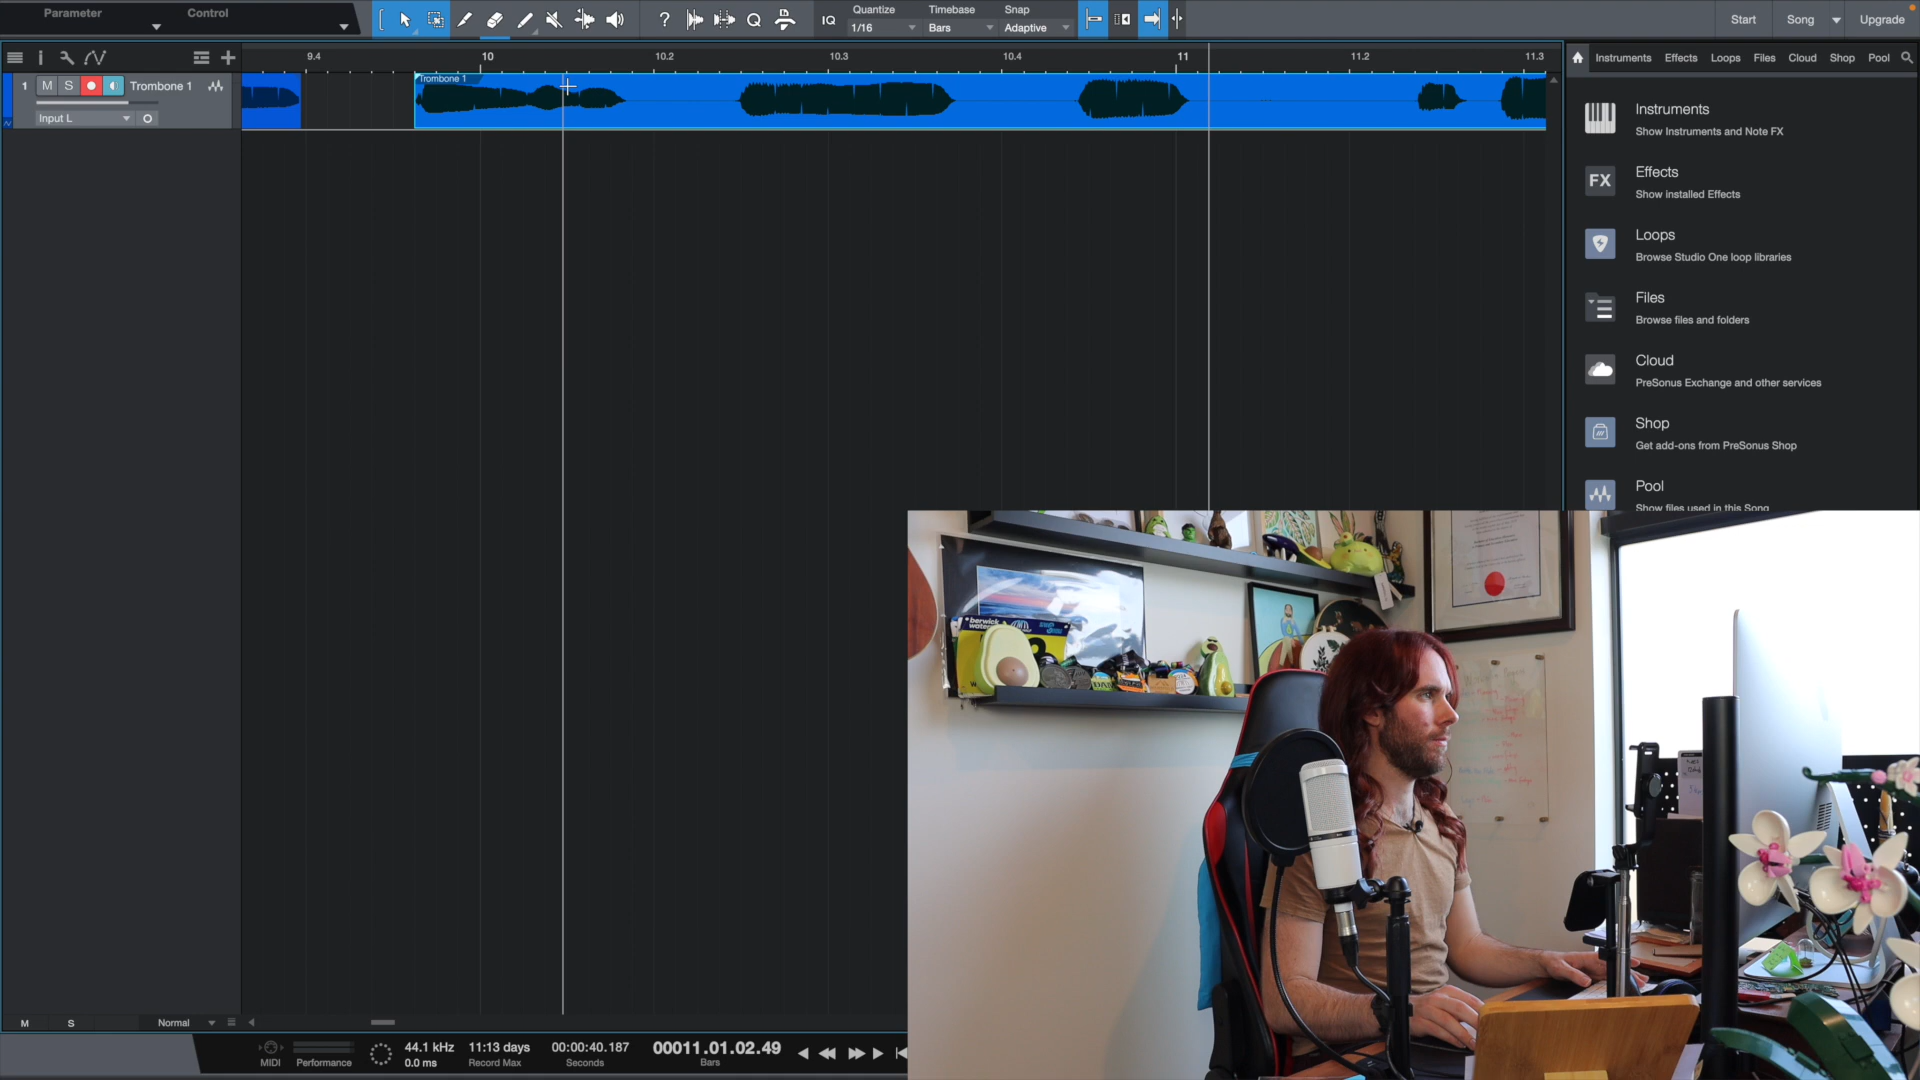 Parameter Control
Quantize Timebase Snap
1/16 Bars Adaptive
IQ
Start Song Upgrade
9.4 10 10.2 10.3 10.4 11 11.2 11.3
Instruments Effects Loops Files Cloud Shop Pool
1 M S Trombone 1
Input L
Trombone 1
Instruments
Show Instruments and Note FX
FX
Effects
Show installed Effects
Loops
Browse Studio One loop libraries
Files
Browse files and folders
Cloud
PreSonus Exchange and other services
Shop
Get add-ons from PreSonus Shop
Pool
Show files used in this Song
berwick
M S Normal
MIDI Performance
44.1 kHz
0.0 ms
11:13 days
Record Max
00:00:40.187
Seconds
00011.01.02.49
Bars